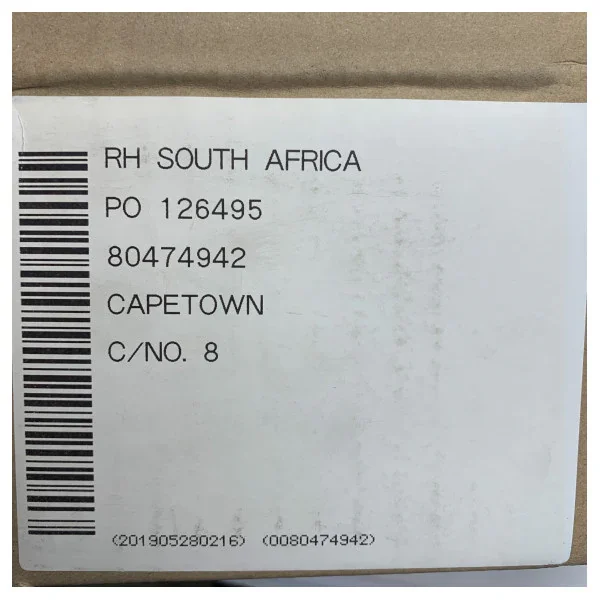 RH SOUTH AFRICA
PO 126495
80474942
CAPETOWN
C/NO. 8
(201905280216) (0080474942)